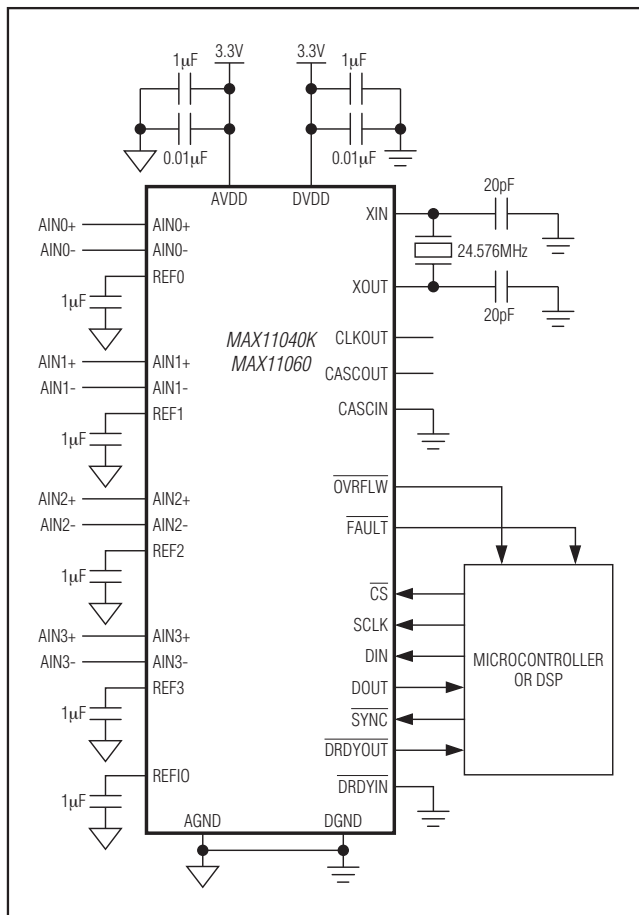 3.3V 3.3V
1µF 1µF
0.01µF 0.01µF
AVDD DVDD
20pF
XIN
AIN0+ AIN0+
AIN0- AIN0-
24.576MHz
REF0
1µF
XOUT
20pF
MAX11040K
MAX11060
CLKOUT
AIN1+ AIN1+
CASCOUT
AIN1- AIN1-
CASCIN
REF1
1µF
OVRFLW
AIN2+ AIN2+
AIN2- AIN2-
FAULT
REF2
1µF
CS
SCLK
AIN3+ AIN3+
DIN
MICROCONTROLLER
OR DSP
AIN3- AIN3-
DOUT
REF3
1µF
SYNC
DRDYOUT
REFIO
1µF
DRDYIN
AGND DGND